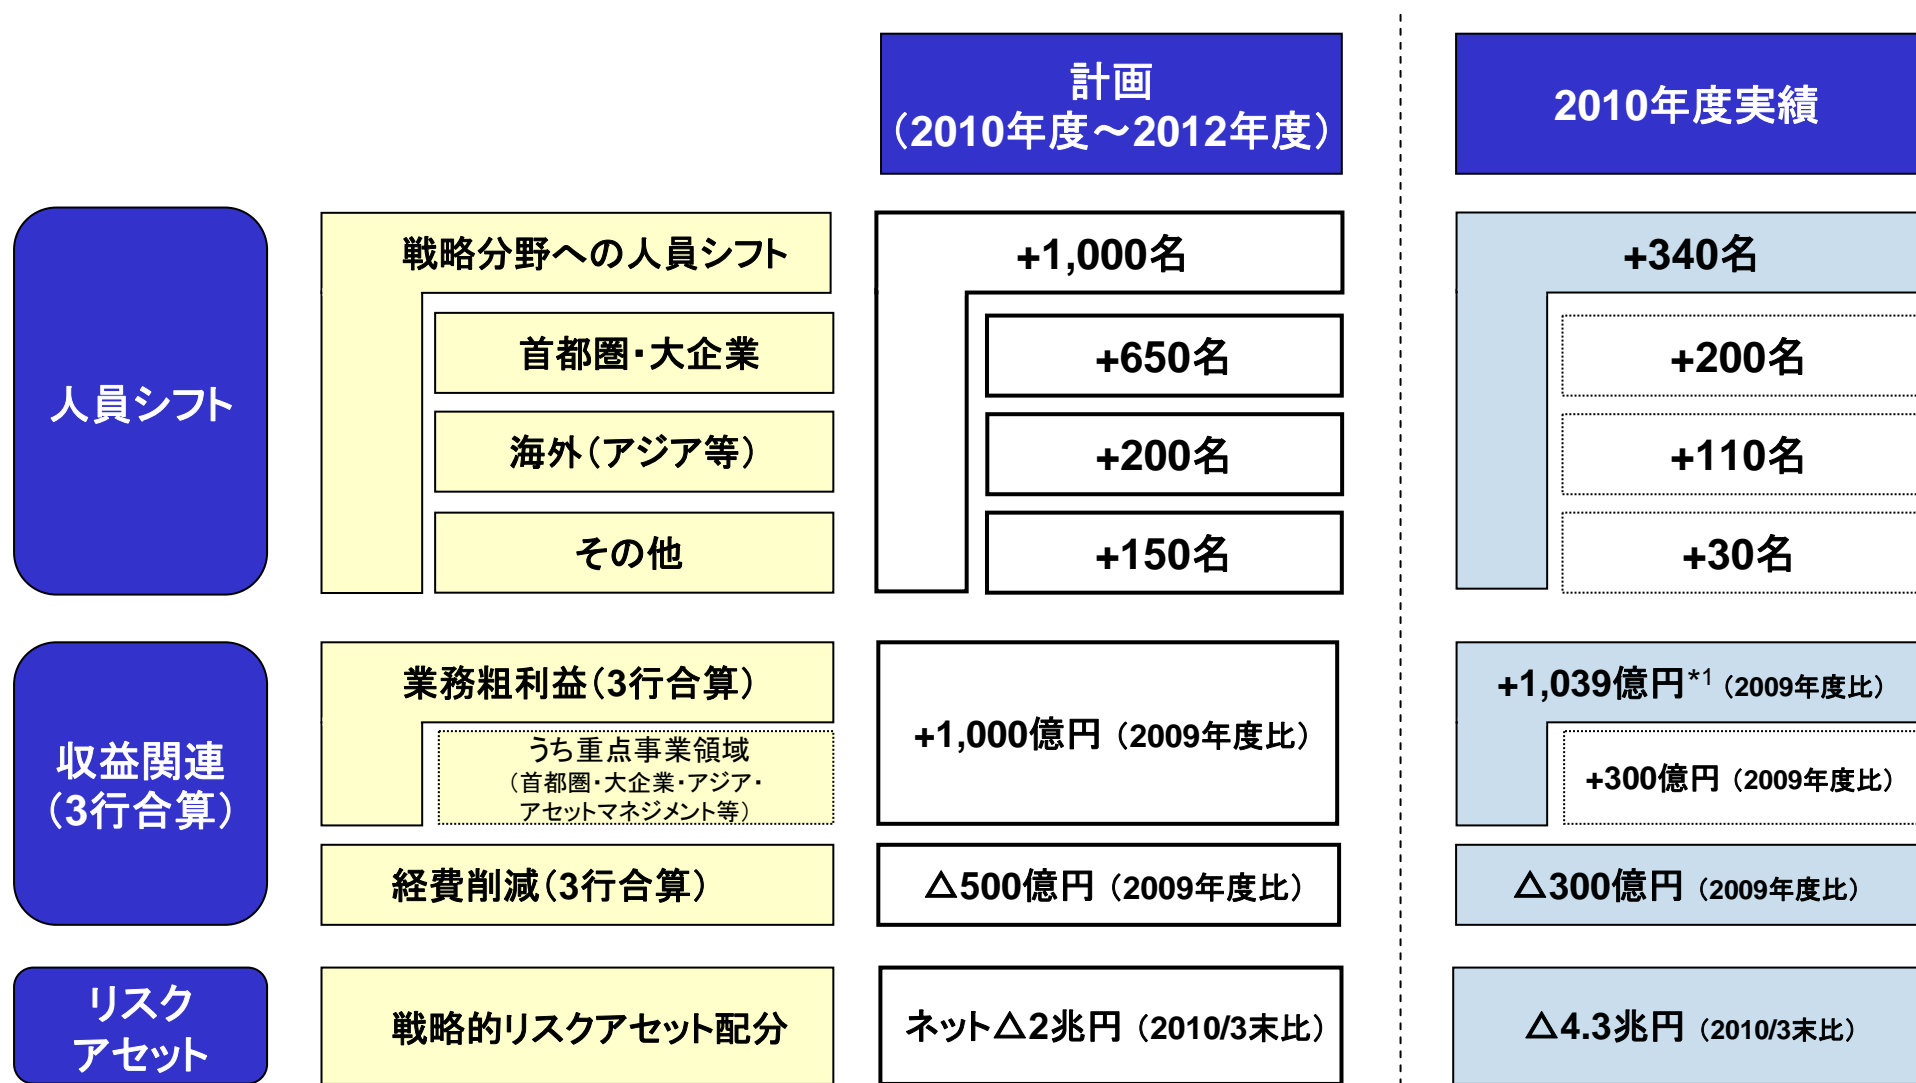 計画
（2010年度～2012年度）
2010年度実績
人員シフト
戦略分野への人員シフト
+1,000名
+340名
首都圏・大企業
+650名
+200名
海外（アジア等）
+200名
+110名
その他
+150名
+30名
収益関連
（3行合算）
業務粗利益（3行合算）
+1,000億円（2009年度比）
+1,039億円*1（2009年度比）
うち重点事業領域
（首都圏・大企業・アジア・
アセットマネジメント等）
+300億円（2009年度比）
経費削減（3行合算）
△500億円（2009年度比）
△300億円（2009年度比）
リスク
アセット
戦略的リスクアセット配分
ネット△2兆円（2010/3末比）
△4.3兆円（2010/3末比）